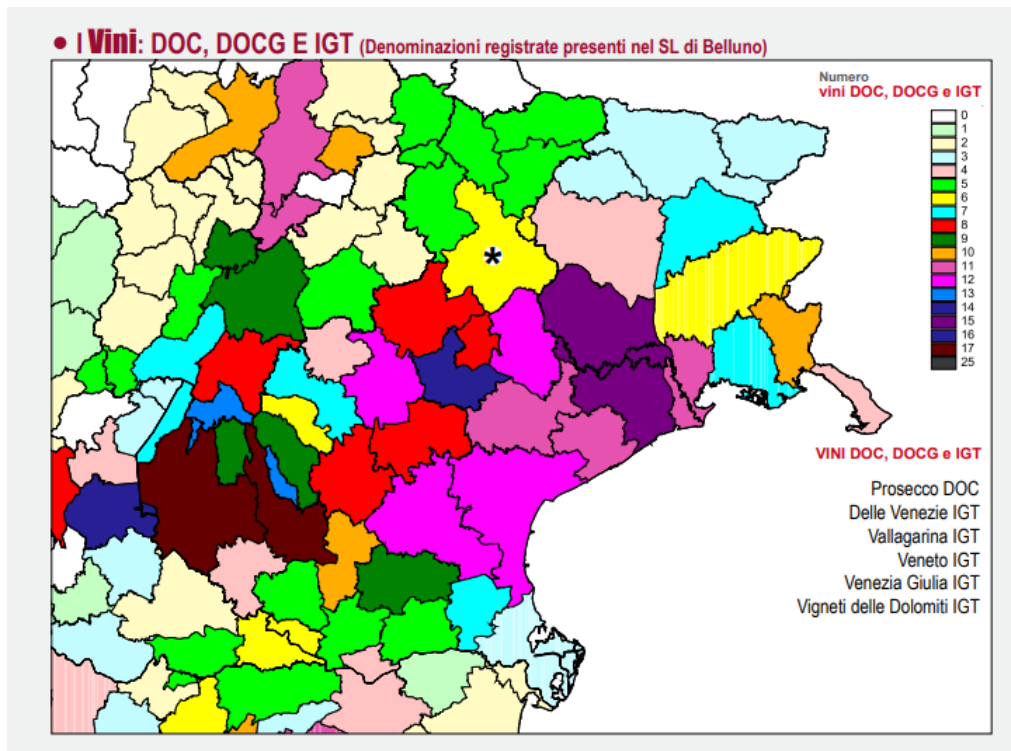 • I Vini: DOC, DOCG E IGT (Denominazioni registrate presenti nel SL di Belluno)
Numero
vini DOC, DOCG e IGT
0
1
2
3
4
5
6
7
8
9
10
11
12
13
14
15
16
17
25
*
VINI DOC, DOCG e IGT
Prosecco DOC
Delle Venezie IGT
Vallagarina IGT
Veneto IGT
Venezia Giulia IGT
Vigneti delle Dolomiti IGT